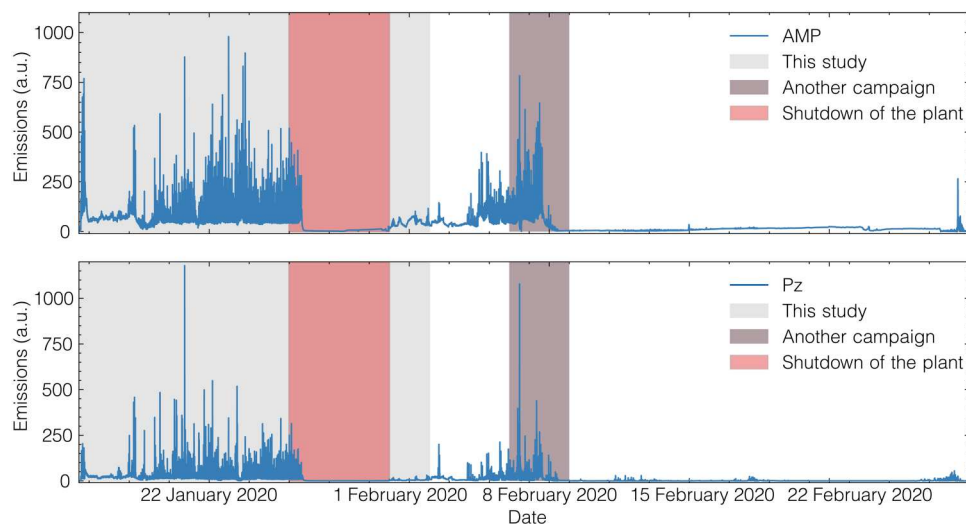 1000
750
500
250
0
Emissions (a.u.)
AMP
This study
Another campaign
Shutdown of the plant
1000
750
500
250
0
Emissions (a.u.)
Pz
This study
Another campaign
Shutdown of the plant
22 January 2020
1 February 2020
8 February 2020
15 February 2020
22 February 2020
Date